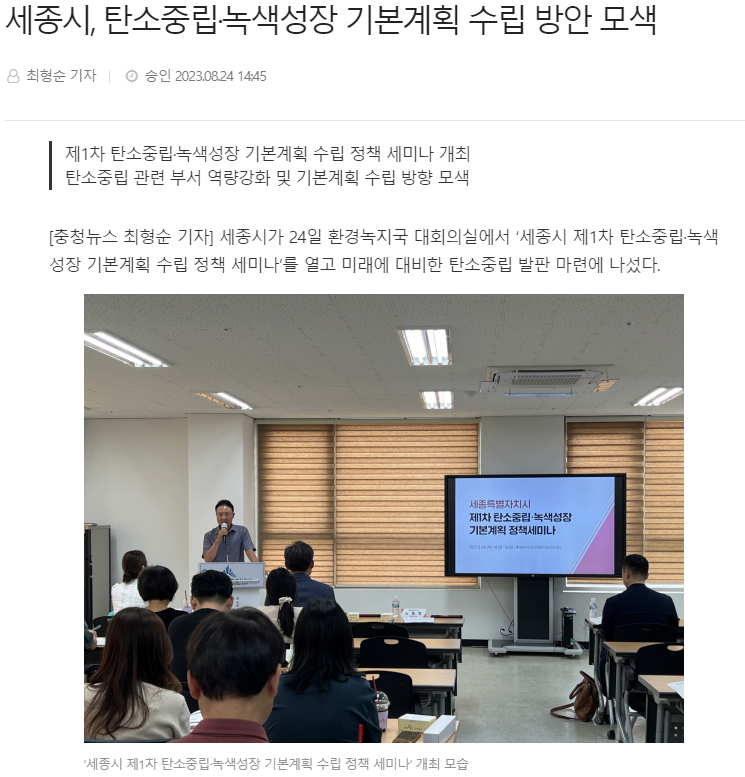 세종시, 탄소중립·녹색성장 기본계획 수립 방안 모색
최형순 기자
승인 2023.08.24 14:45
제1차 탄소중립·녹색성장 기본계획 수립 정책 세미나 개최
탄소중립 관련 부서 역량강화 및 기본계획 수립 방향 모색
[충청뉴스 최형순 기자] 세종시가 24일 환경녹지국 대회의실에서 '세종시 제1차 탄소중립·녹색
성장 기본계획 수립 정책 세미나'를 열고 미래에 대비한 탄소중립 발판 마련에 나섰다.
세종특별자치시
제1차 탄소중립·녹색성장
기본계획 정책세미나
'세종시 제1차 탄소중립·녹색성장 기본계획 수립 정책 세미나' 개최 모습